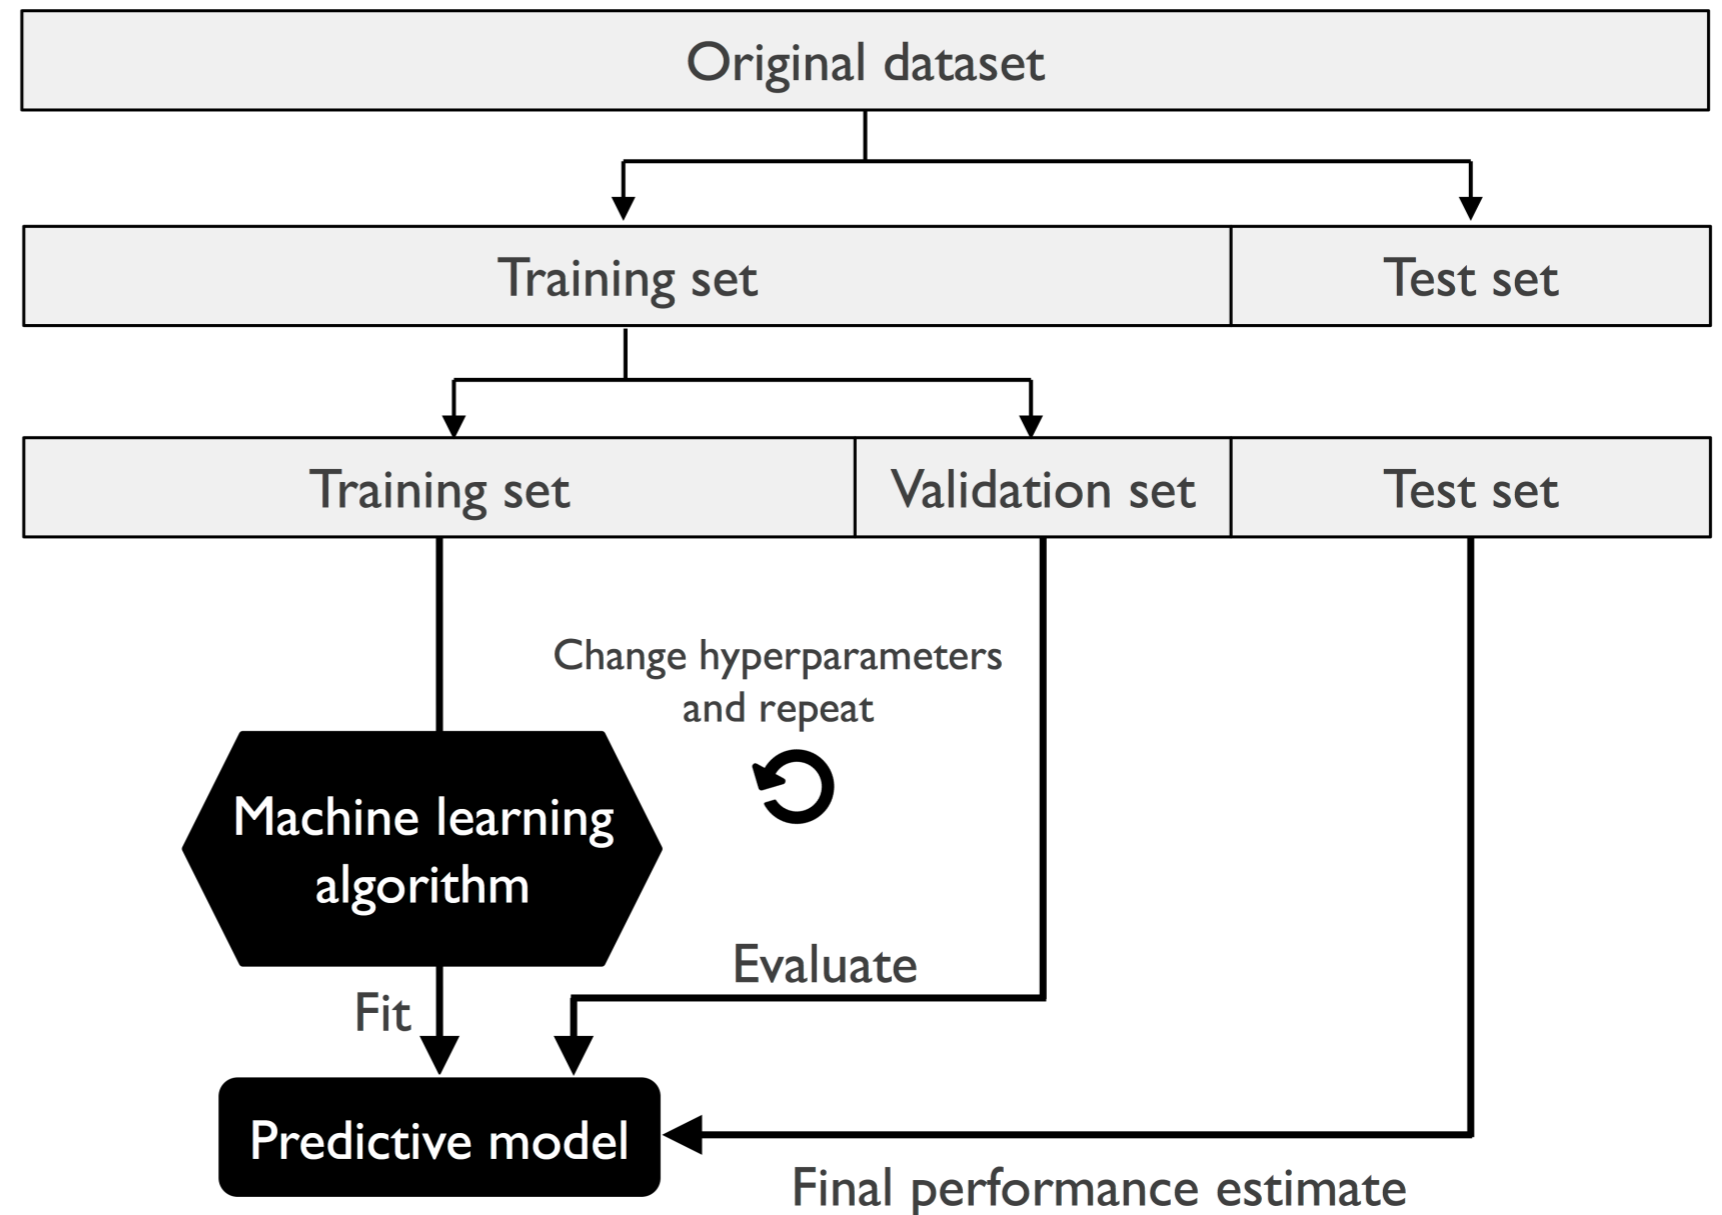 Original dataset
Training set
Test set
Training set
Validation set
Test set
Change hyperparameters
and repeat
Machine learning
algorithm
Evaluate
Fit
Predictive model
Final performance estimate